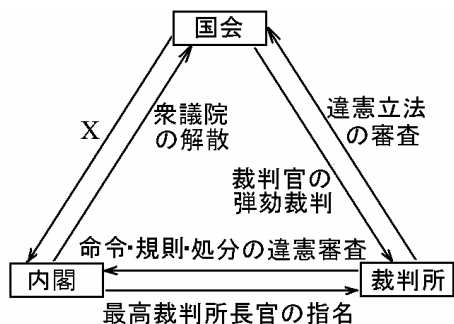 国会
X
衆議院
の解散
違憲立法
の審査
裁判官の
弾劾裁判
命令・規則・処分の違憲審査
内閣
裁判所
最高裁判所長官の指名